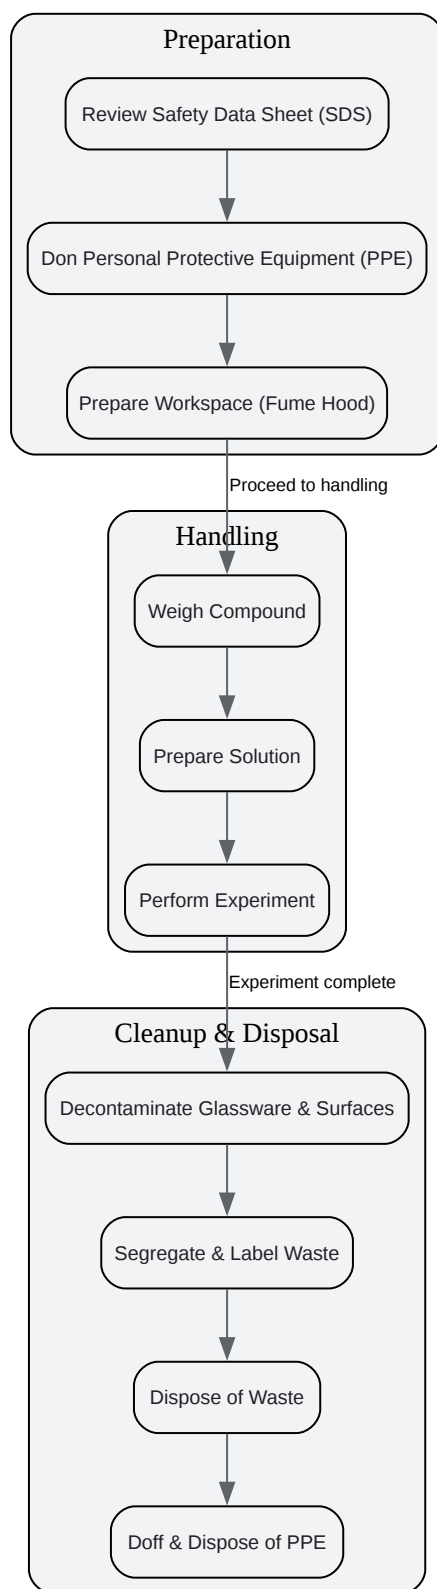 Preparation
Review Safety Data Sheet (SDS)
Don Personal Protective Equipment (PPE)
Prepare Workspace (Fume Hood)
Proceed to handling
Handling
Weigh Compound
Prepare Solution
Perform Experiment
Experiment complete
Cleanup & Disposal
Decontaminate Glassware & Surfaces
Segregate & Label Waste
Dispose of Waste
Doff & Dispose of PPE